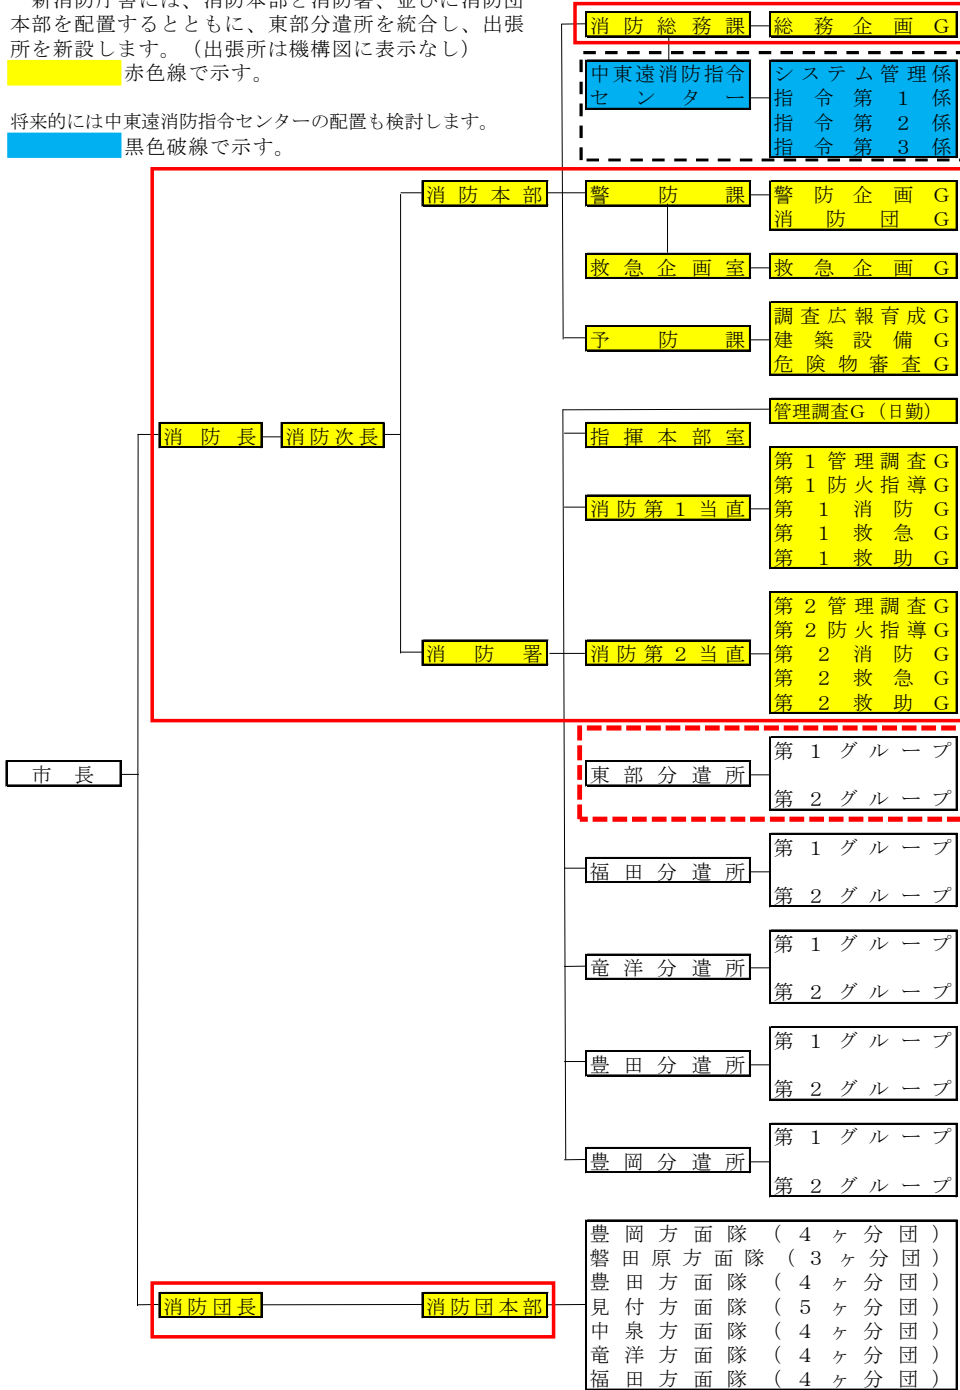 新消防庁舎には、消防本部と消防署、並びに消防団
本部を配置するとともに、東部分遣所を統合し、出張
所を新設します。（出張所は機構図に表示なし）
赤色線で示す。
将来的には中東遠消防指令センターの配置も検討します。
黒色破線で示す。
消防総務課
総務企画G
中東遠消防指令
センター
システム管理係
指令第1係
指令第2係
指令第3係
消防本部
警防課
警防企画G
消防団G
救急企画室
救急企画G
予防課
調査広報育成G
建築設備G
危険物審査G
管理調査G（日勤）
消防長
消防次長
指揮本部室
消防第1当直
第1管理調査G
第1防火指導G
第1消防G
第1救急G
第1救助G
消防署
消防第2当直
第2管理調査G
第2防火指導G
第2消防G
第2救急G
第2救助G
市長
東部分遣所
第1グループ
第2グループ
福田分遣所
第1グループ
第2グループ
竜洋分遣所
第1グループ
第2グループ
豊田分遣所
第1グループ
第2グループ
豊岡分遣所
第1グループ
第2グループ
消防団長
消防団本部
豊岡方面隊（4ヶ分団）
磐田原方面隊（3ヶ分団）
豊田方面隊（4ヶ分団）
見付方面隊（5ヶ分団）
中泉方面隊（4ヶ分団）
竜洋方面隊（4ヶ分団）
福田方面隊（4ヶ分団）